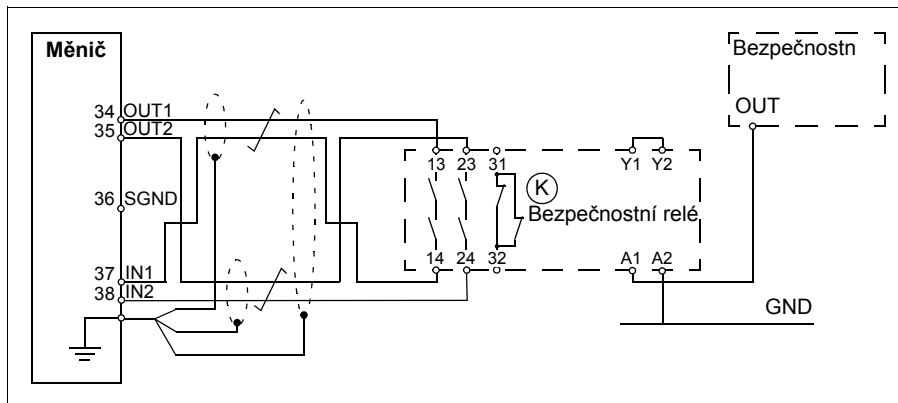 Měnič
Bezpečnostn
OUT
34 OUT1
35 OUT2
13 23 31
Y1 Y2
K
36 SGND
Bezpečnostní relé
14 24 32
A1 A2
37 IN1
38 IN2
GND